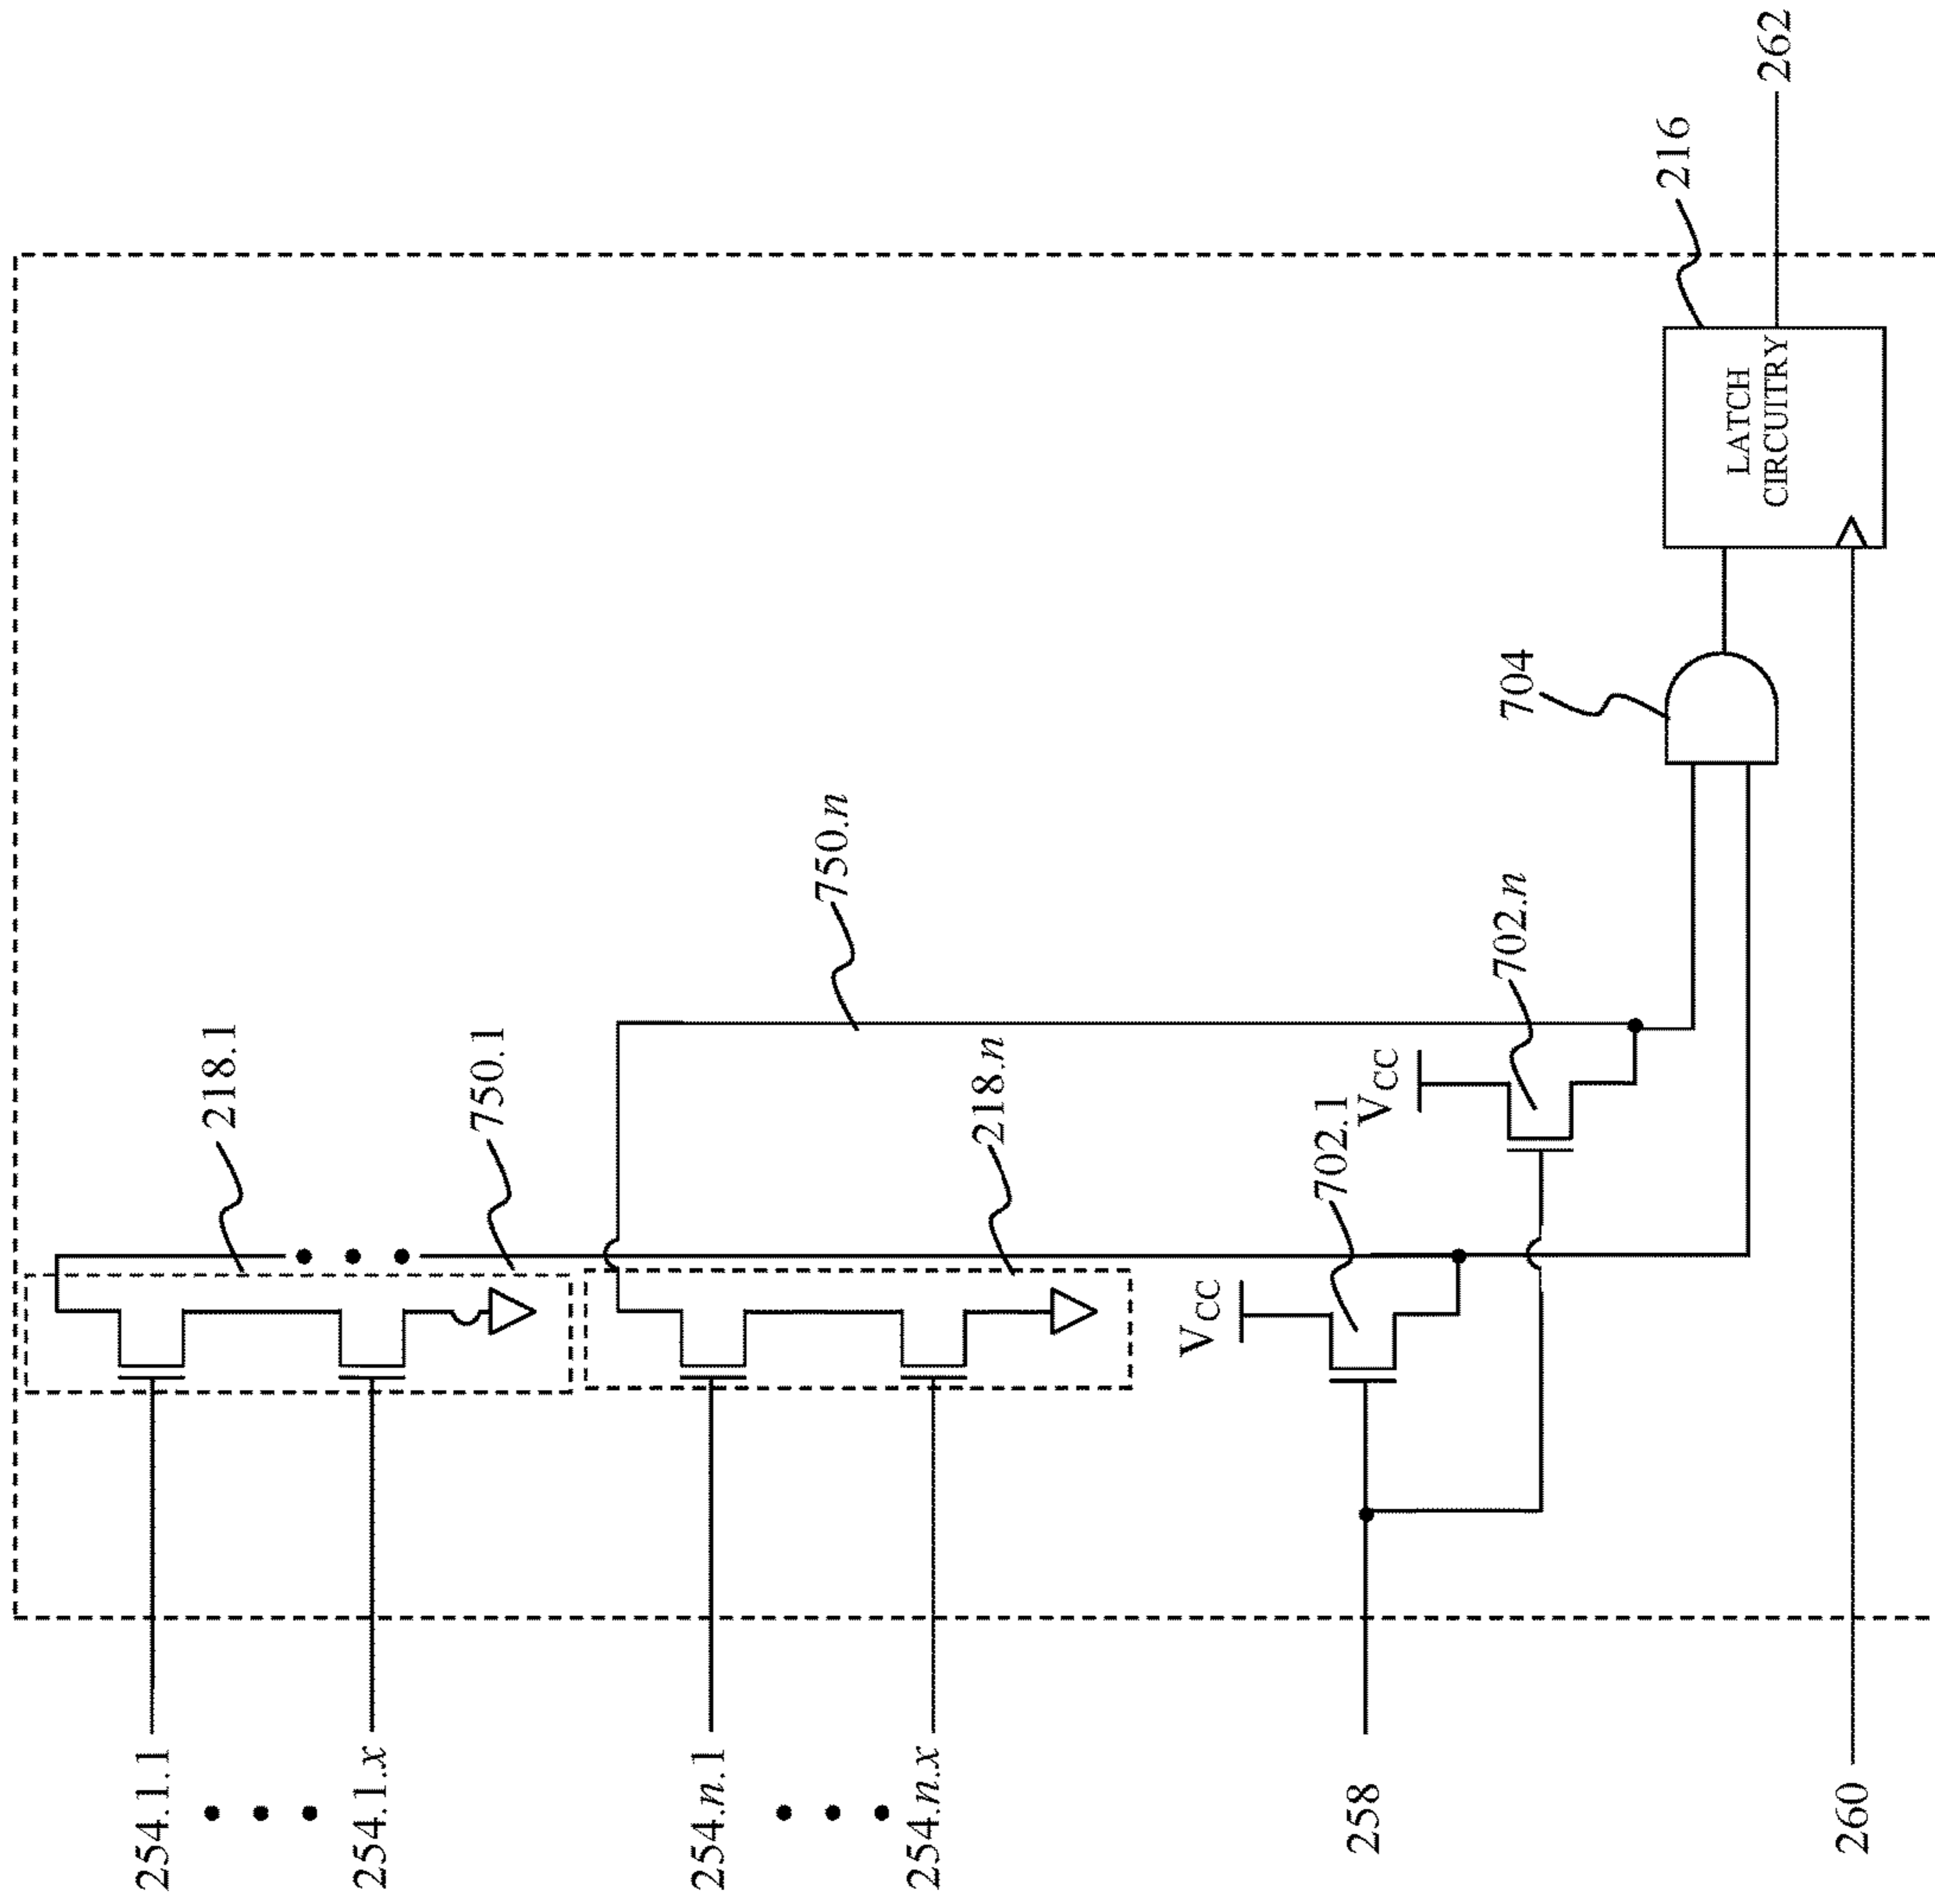 254.1.1
254.1.x
254.n.1
254.n.x
258
260
218.1
750.1
218.n
750.n
VCC
702.1
VCC
702.n
704
LATCH
CIRCUITRY
216
262